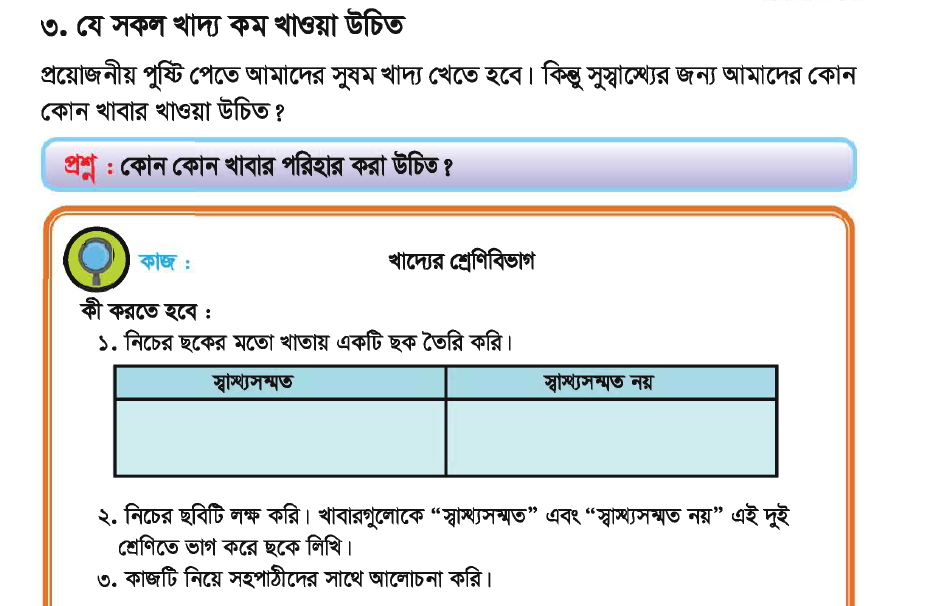 ৩. যে সকল খাদ্য কম খাওয়া উচিত
প্রয়োজনীয় পুষ্টি পেতে আমাদের সুষম খাদ্য খেতে হবে। কিন্তু সুস্বাস্থ্যের জন্য আমাদের কোন
কোন খাবার খাওয়া উচিত ?
প্রশ্ন : কোন কোন খাবার পরিহার করা উচিত ?
কাজ : খাদ্যের শ্রেণিবিভাগ
কী করতে হবে :
১. নিচের ছকের মতো খাতায় একটি ছক তৈরি করি।
স্বাস্থ্যসম্মত স্বাস্থ্যসম্মত নয়
২. নিচের ছবিটি লক্ষ করি। খাবারগুলোকে “স্বাস্থ্যসম্মত” এবং “স্বাস্থ্যসম্মত নয়” এই দুই
শ্রেণিতে ভাগ করে ছকে লিখি।
৩. কাজটি নিয়ে সহপাঠীদের সাথে আলোচনা করি।